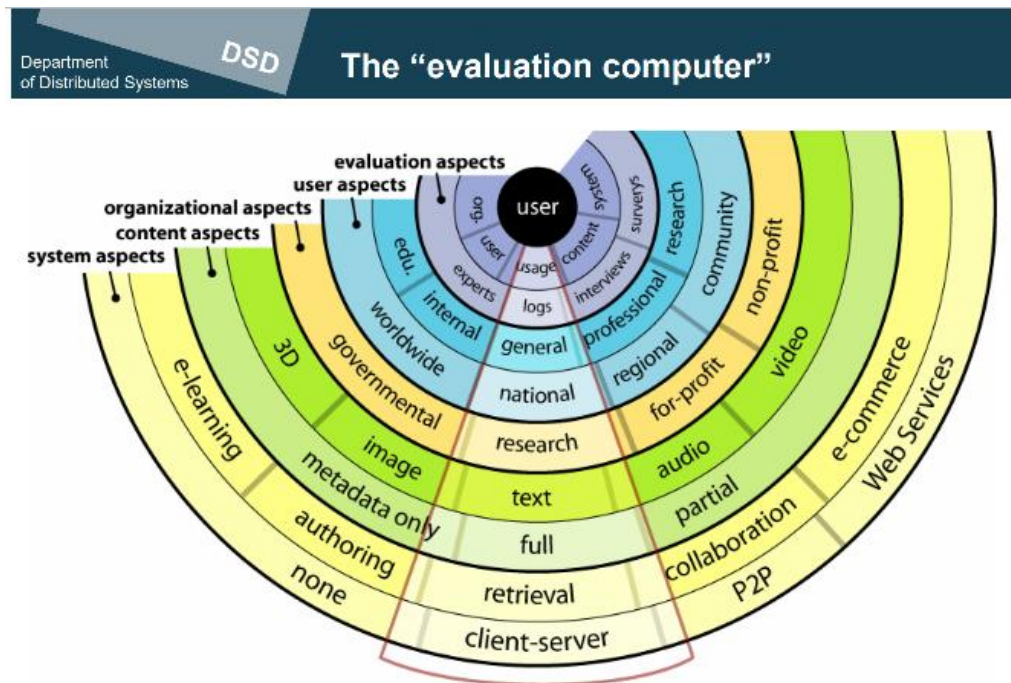 Department
of Distributed Systems
DSD
The “evaluation computer”
evaluation aspects
user aspects
organizational aspects
content aspects
system aspects
user
org.
user
usage
content
system
experts
logs
interviews
surverys
edu.
internal
general
professional
research
worldwide
national
regional
community
governmental
research
for-profit
non-profit
3D
image
text
audio
video
metadata only
full
partial
e-learning
authoring
retrieval
collaboration
e-commerce
none
client-server
P2P
Web Services